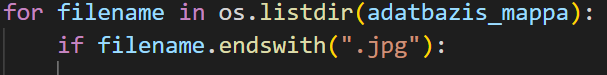 for filename in os.listdir(adatbazis_mappa):
    if filename.endswith(".jpg"):